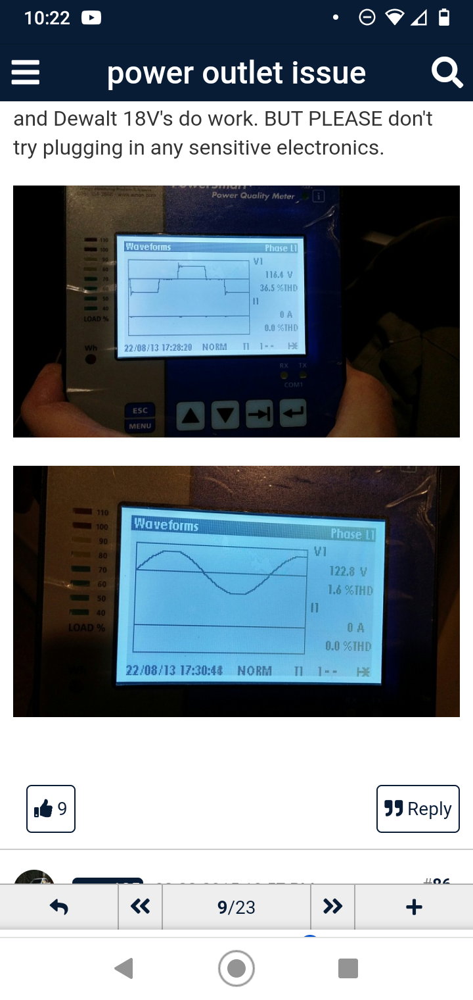 10:22
power outlet issue
and Dewalt 18V's do work. BUT PLEASE don't
try plugging in any sensitive electronics.
Power Quality Meter
i
Waveforms Phase L1
V1
116.4 V
36.5 %THD
I1
0 A
0.0 %THD
22/08/13 17:28:20 NORM T1 1--
110
100
90
80
70
60
50
40
LOAD %
Wh
RX TX
COM1
ESC
MENU
110
100
90
80
70
60
50
40
LOAD %
Waveforms Phase L1
V1
122.8 V
1.6 %THD
I1
0 A
0.0 %THD
22/08/13 17:30:44 NORM T1 1--
9
Reply
9/23